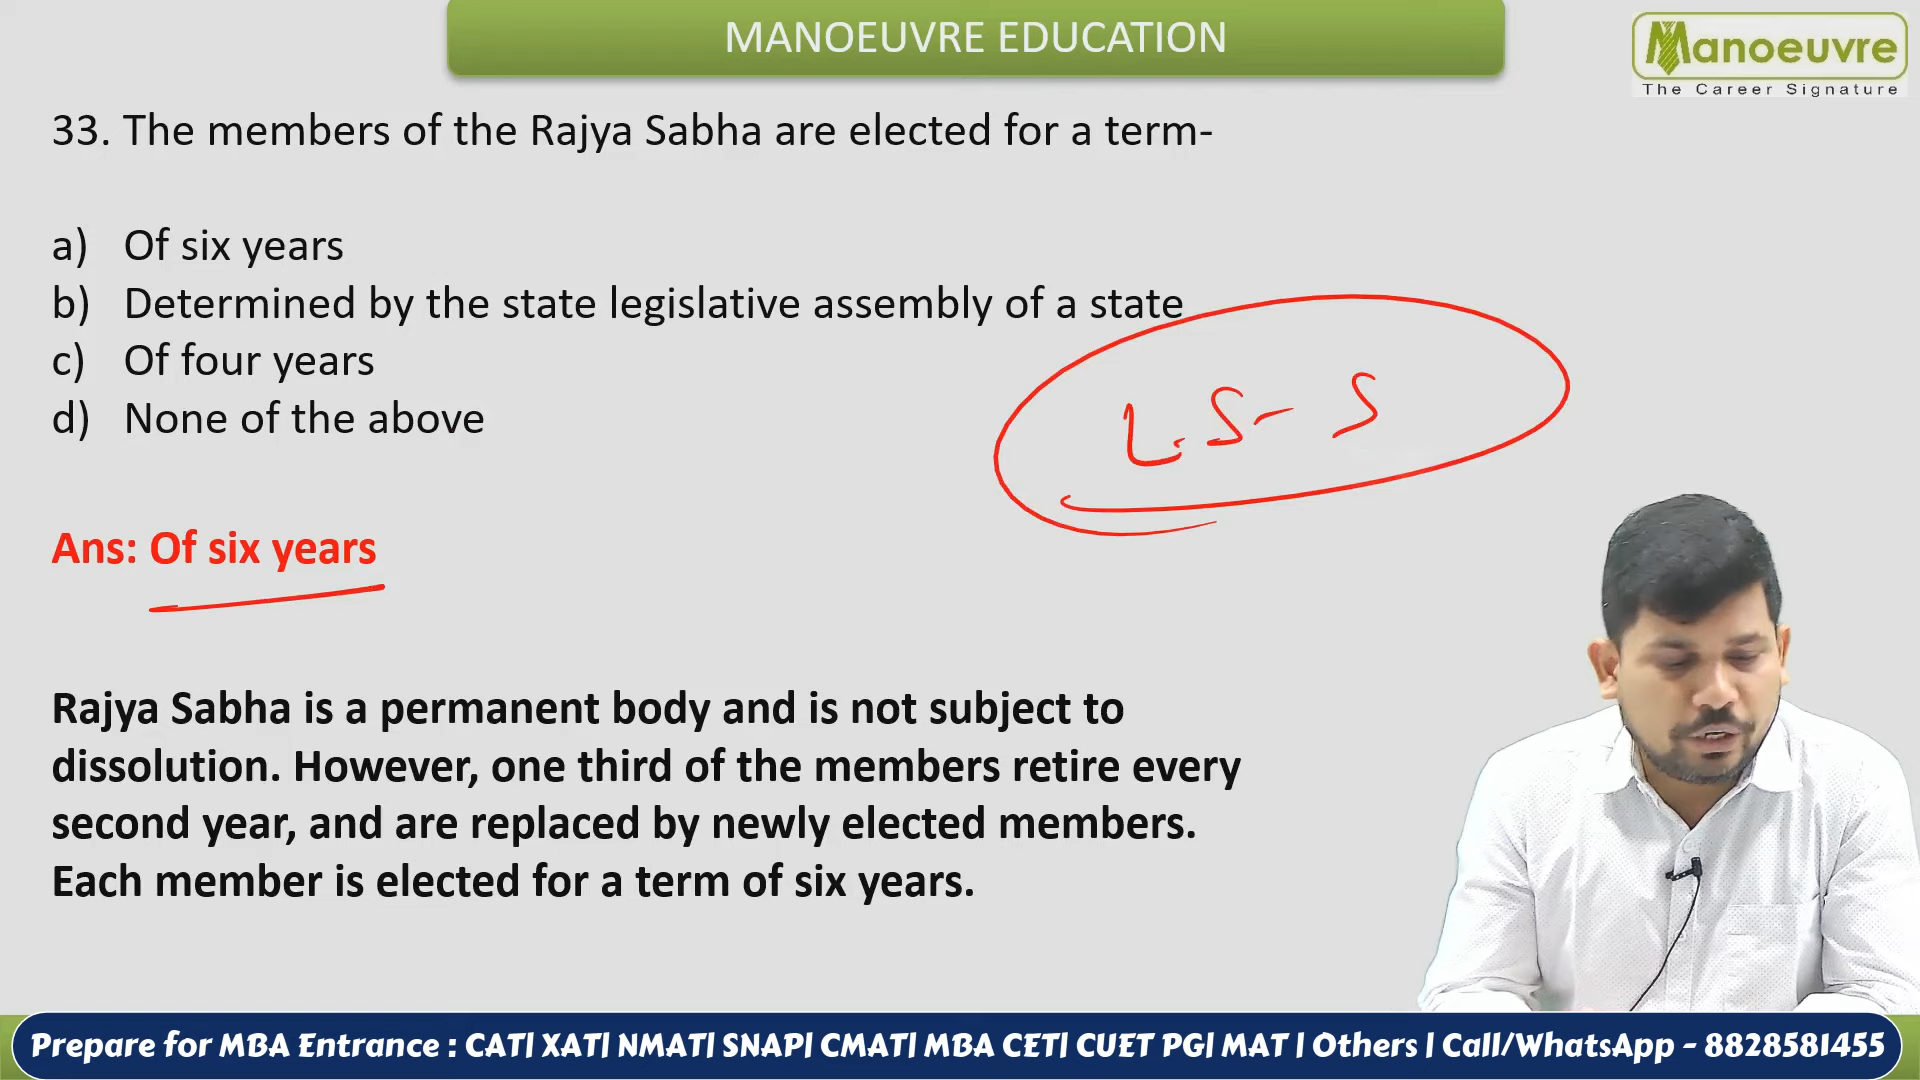 MANOEUVRE EDUCATION
Manoeuvre
The Career Signature
33. The members of the Rajya Sabha are elected for a term-
a) Of six years
b) Determined by the state legislative assembly of a state
c) Of four years
d) None of the above
L.S- 5
Ans: Of six years
Rajya Sabha is a permanent body and is not subject to
dissolution. However, one third of the members retire every
second year, and are replaced by newly elected members.
Each member is elected for a term of six years.
Prepare for MBA Entrance : CAT| XAT| NMAT| SNAP| CMAT| MBA CET| CUET PG| MAT | Others | Call/WhatsApp - 8828581455